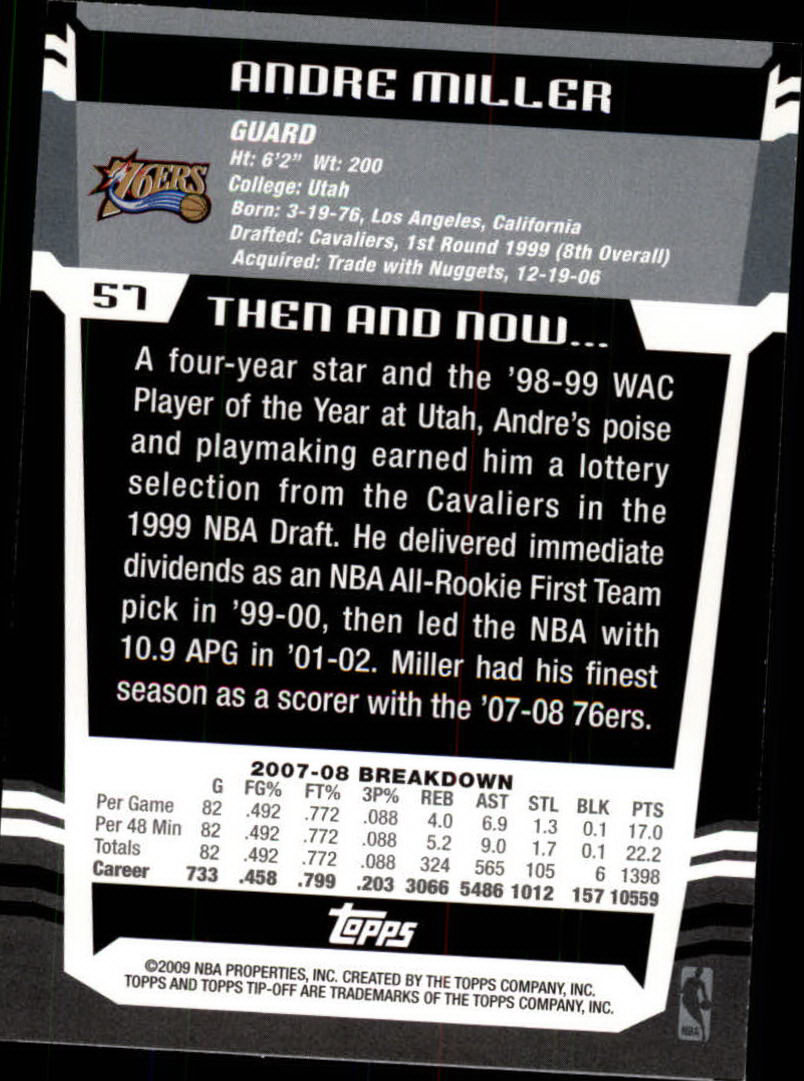 ANDRE MILLER
GUARD
Ht: 6'2" Wt: 200
College: Utah
Born: 3-19-76, Los Angeles, California
Drafted: Cavaliers, 1st Round 1999 (8th Overall)
Acquired: Trade with Nuggets, 12-19-06
76ERS
57
THEN AND NOW...
A four-year star and the '98-99 WAC
Player of the Year at Utah, Andre's poise
and playmaking earned him a lottery
selection from the Cavaliers in the
1999 NBA Draft. He delivered immediate
dividends as an NBA All-Rookie First Team
pick in '99-00, then led the NBA with
10.9 APG in '01-02. Miller had his finest
season as a scorer with the '07-08 76ers.
2007-08 BREAKDOWN
G FG% FT% 3P% REB AST STL BLK PTS
Per Game 82 .492 .772 .088 4.0 6.9 1.3 0.1 17.0
Per 48 Min 82 .492 .772 .088 5.2 9.0 1.7 0.1 22.2
Totals 82 .492 .772 .088 324 565 105 6 1398
Career 733 .458 .799 .203 3066 5486 1012 157 10559
topps
©2009 NBA PROPERTIES, INC. CREATED BY THE TOPPS COMPANY, INC.
TOPPS AND TOPPS TIP-OFF ARE TRADEMARKS OF THE TOPPS COMPANY, INC.
NBA